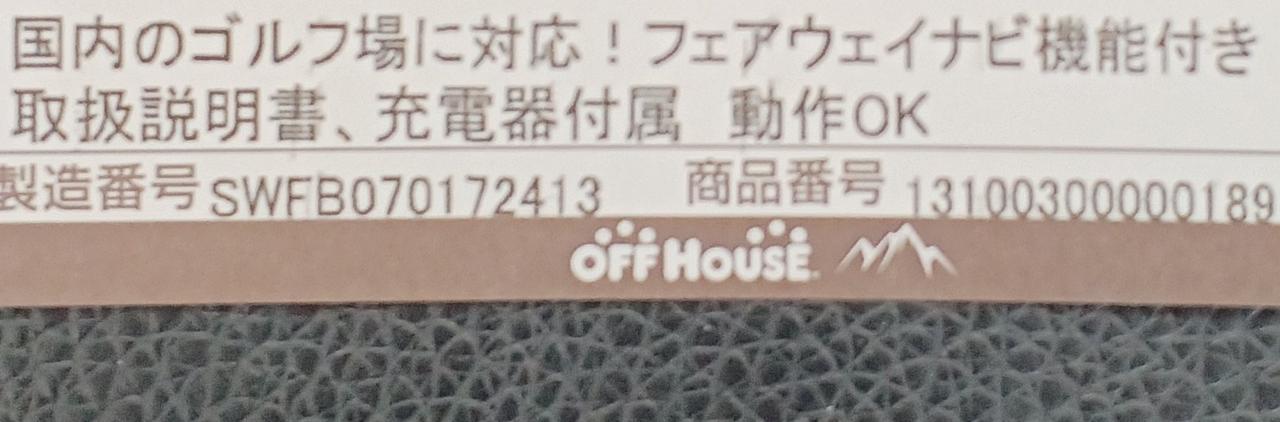 国内のゴルフ場に対応！フェアウェイナビ機能付き
取扱説明書、充電器付属　動作OK
製造番号 SWFB070172413　商品番号 131003000000189
OFF HOUSE